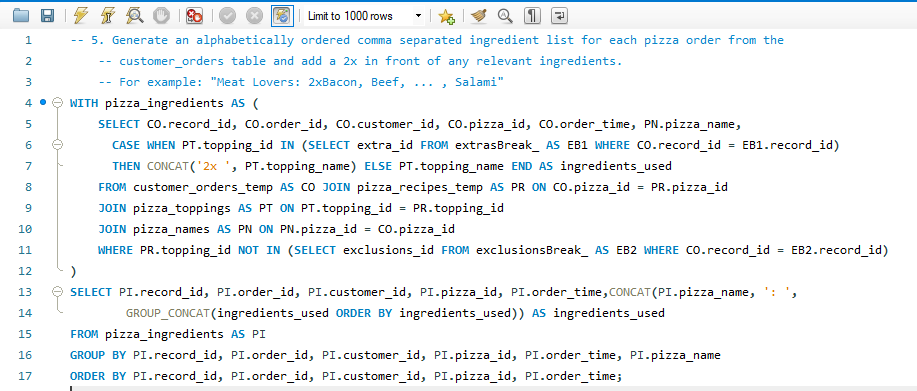 Limit to 1000 rows
1 -- 5. Generate an alphabetically ordered comma separated ingredient list for each pizza order from the
2 -- customer_orders table and add a 2x in front of any relevant ingredients.
3 -- For example: "Meat Lovers: 2xBacon, Beef, ... , Salami"
4 WITH pizza_ingredients AS (
5 SELECT CO.record_id, CO.order_id, CO.customer_id, CO.pizza_id, CO.order_time, PN.pizza_name,
6 CASE WHEN PT.topping_id IN (SELECT extra_id FROM extrasBreak_ AS EB1 WHERE CO.record_id = EB1.record_id)
7 THEN CONCAT('2x ', PT.topping_name) ELSE PT.topping_name END AS ingredients_used
8 FROM customer_orders_temp AS CO JOIN pizza_recipes_temp AS PR ON CO.pizza_id = PR.pizza_id
9 JOIN pizza_toppings AS PT ON PT.topping_id = PR.topping_id
10 JOIN pizza_names AS PN ON PN.pizza_id = CO.pizza_id
11 WHERE PR.topping_id NOT IN (SELECT exclusions_id FROM exclusionsBreak_ AS EB2 WHERE CO.record_id = EB2.record_id)
12 )
13 SELECT PI.record_id, PI.order_id, PI.customer_id, PI.pizza_id, PI.order_time,CONCAT(PI.pizza_name, ': ',
14 GROUP_CONCAT(ingredients_used ORDER BY ingredients_used)) AS ingredients_used
15 FROM pizza_ingredients AS PI
16 GROUP BY PI.record_id, PI.order_id, PI.customer_id, PI.pizza_id, PI.order_time, PI.pizza_name
17 ORDER BY PI.record_id, PI.order_id, PI.customer_id, PI.pizza_id, PI.order_time;